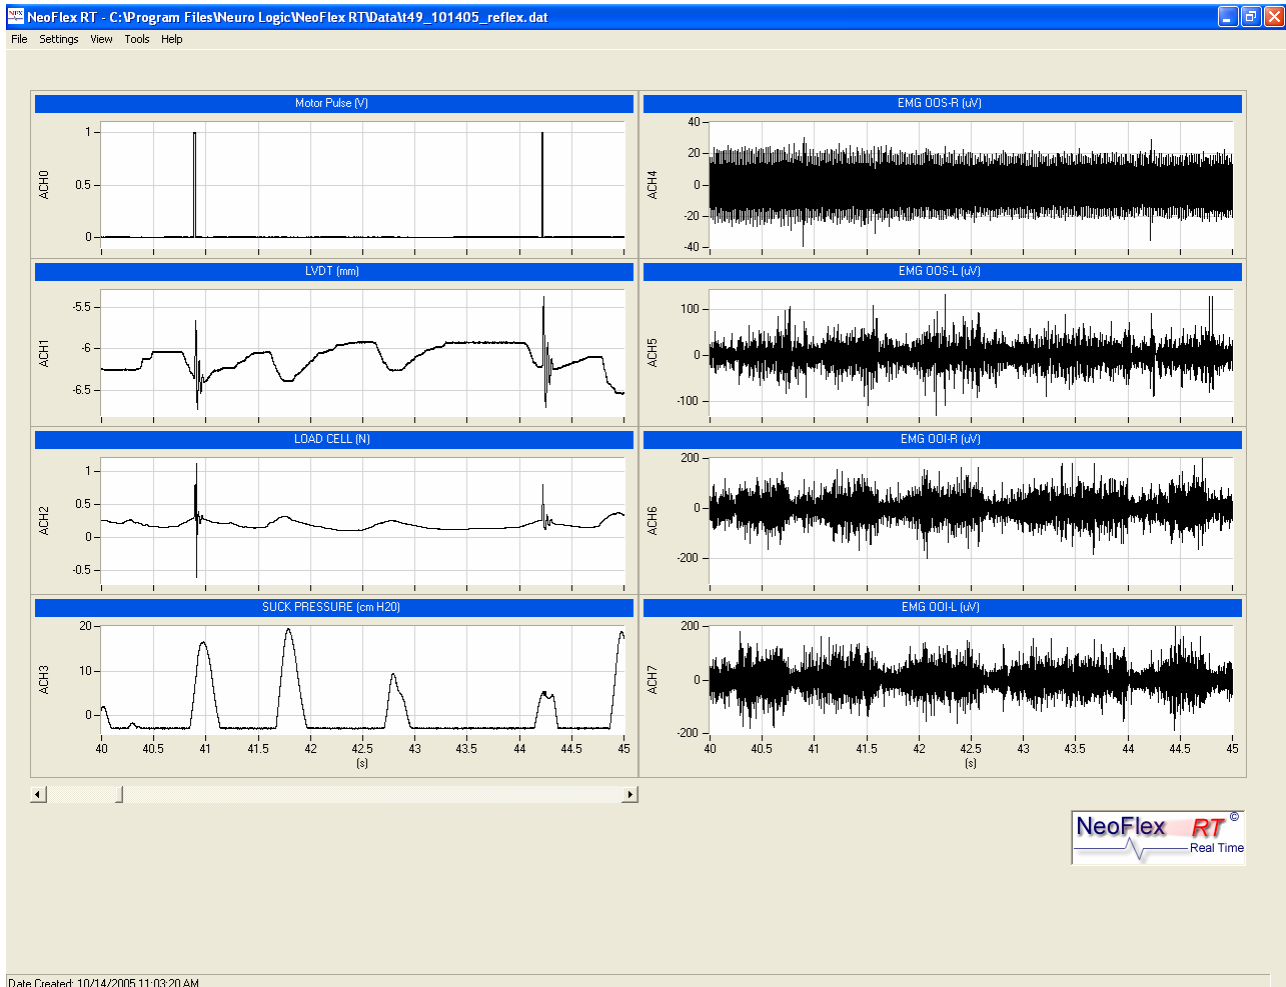 NeoFlex RT - C:\Program Files\Neuro Logic\NeoFlex RT\Data\t49_101405_reflex.dat
File Settings View Tools Help
Motor Pulse (V)
ACH0
1
0.5
0
LVDT (mm)
ACH1
-5.5
-6
-6.5
LOAD CELL (N)
ACH2
1
0.5
0
-0.5
SUCK PRESSURE (cm H20)
ACH3
20
10
0
40 40.5 41 41.5 42 42.5 43 43.5 44 44.5 45
(s)
EMG OOS-R (uV)
ACH4
40
20
0
-20
-40
EMG OOS-L (uV)
ACH5
100
0
-100
EMG OOI-R (uV)
ACH6
200
0
-200
EMG OOI-L (uV)
ACH7
200
0
-200
40 40.5 41 41.5 42 42.5 43 43.5 44 44.5 45
(s)
NeoFlex RT ©
Real Time
Date Created: 10/14/2005 11:03:20 AM